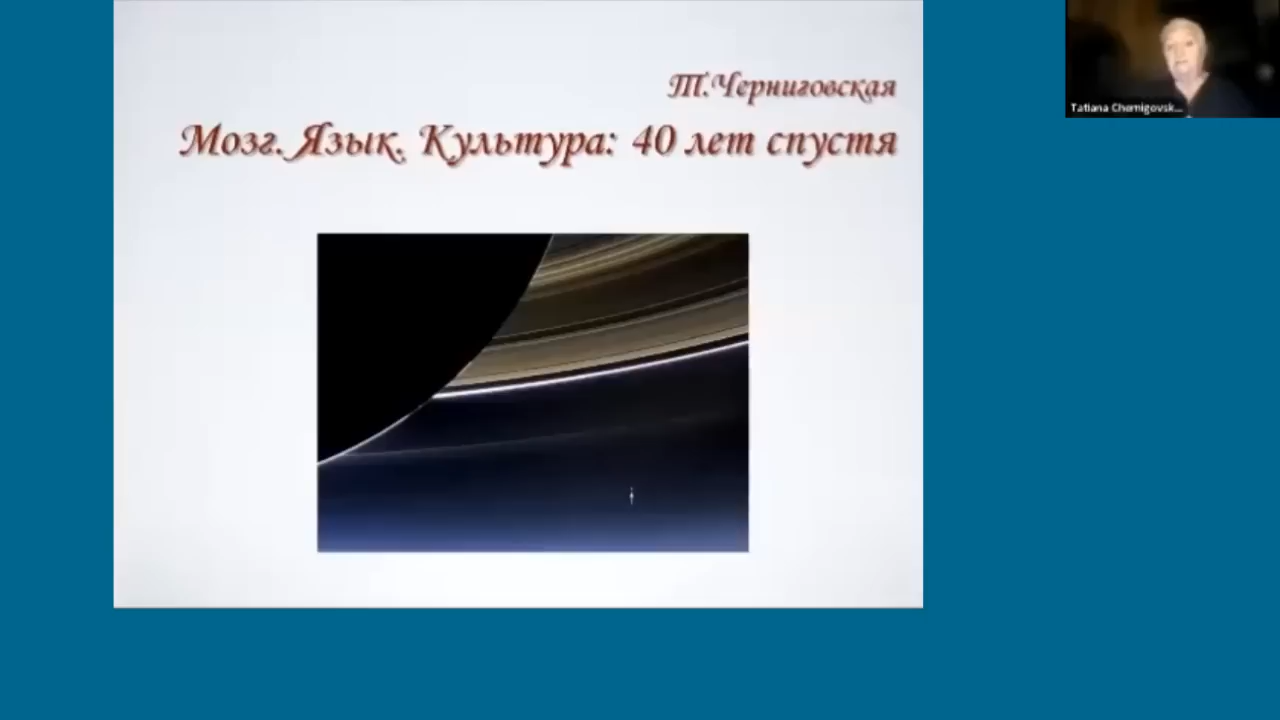 Т.Черниговская
Мозг. Язык. Культура: 40 лет спустя
Tatiana Chernigovsk...